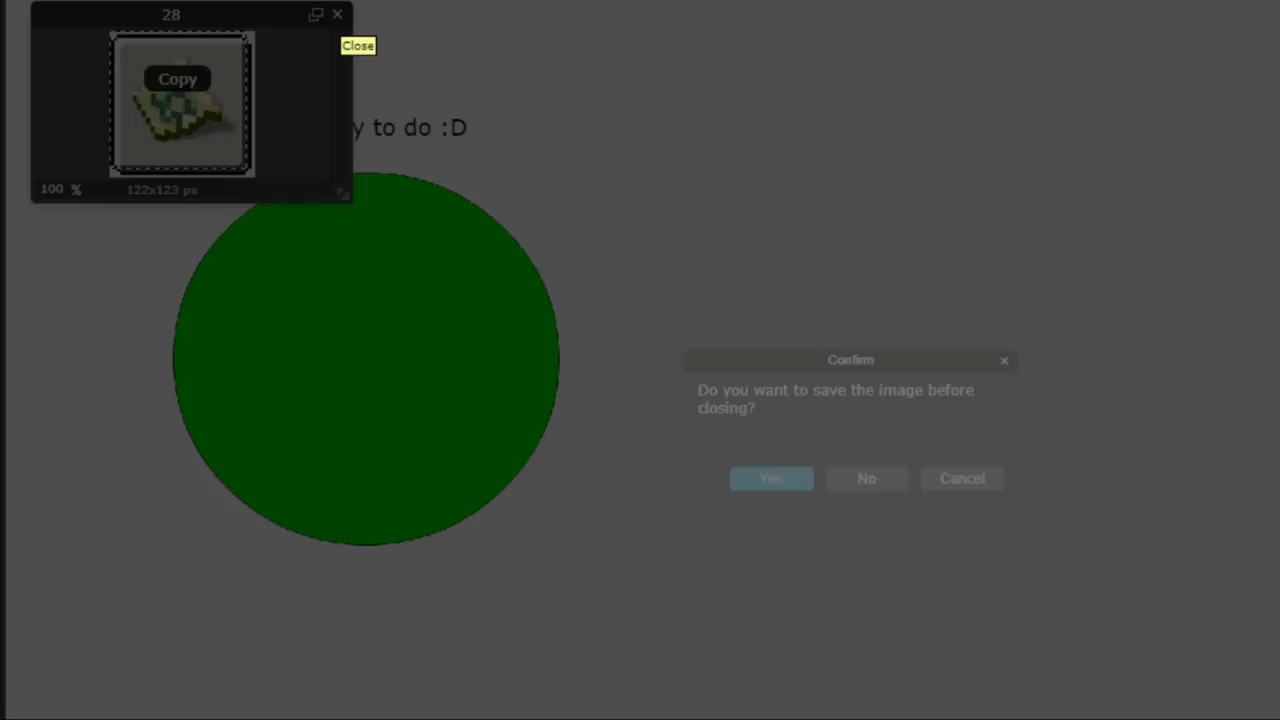 28
Close
Copy
y to do :D
100 %
122x123 px
Confirm
Do you want to save the image before
closing?
Yes
No
Cancel